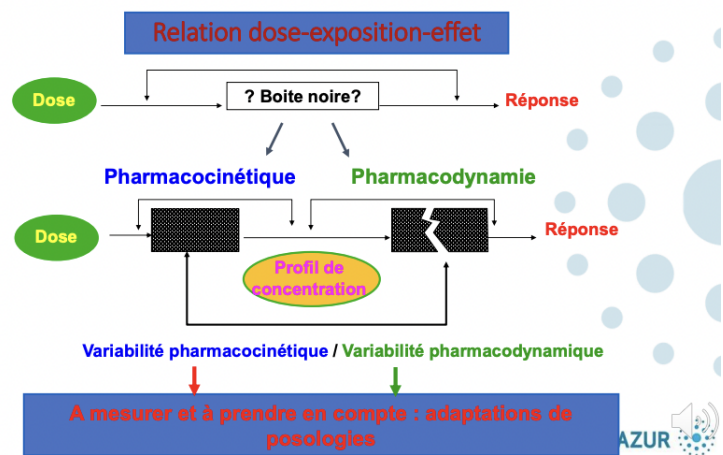 Relation dose-exposition-effet
Dose
? Boite noire?
Réponse
Pharmacocinétique
Pharmacodynamie
Dose
Réponse
Profil de
concentration
Variabilité pharmacocinétique / Variabilité pharmacodynamique
A mesurer et à prendre en compte : adaptations de
posologies
AZUR